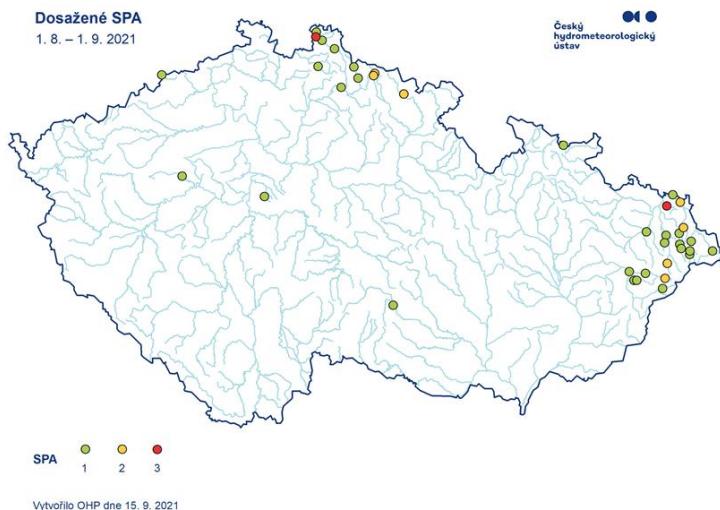 Dosažené SPA
1. 8. – 1. 9. 2021
Český
hydrometeorologický
ústav
SPA
1
2
3
Vytvořilo OHP dne 15. 9. 2021